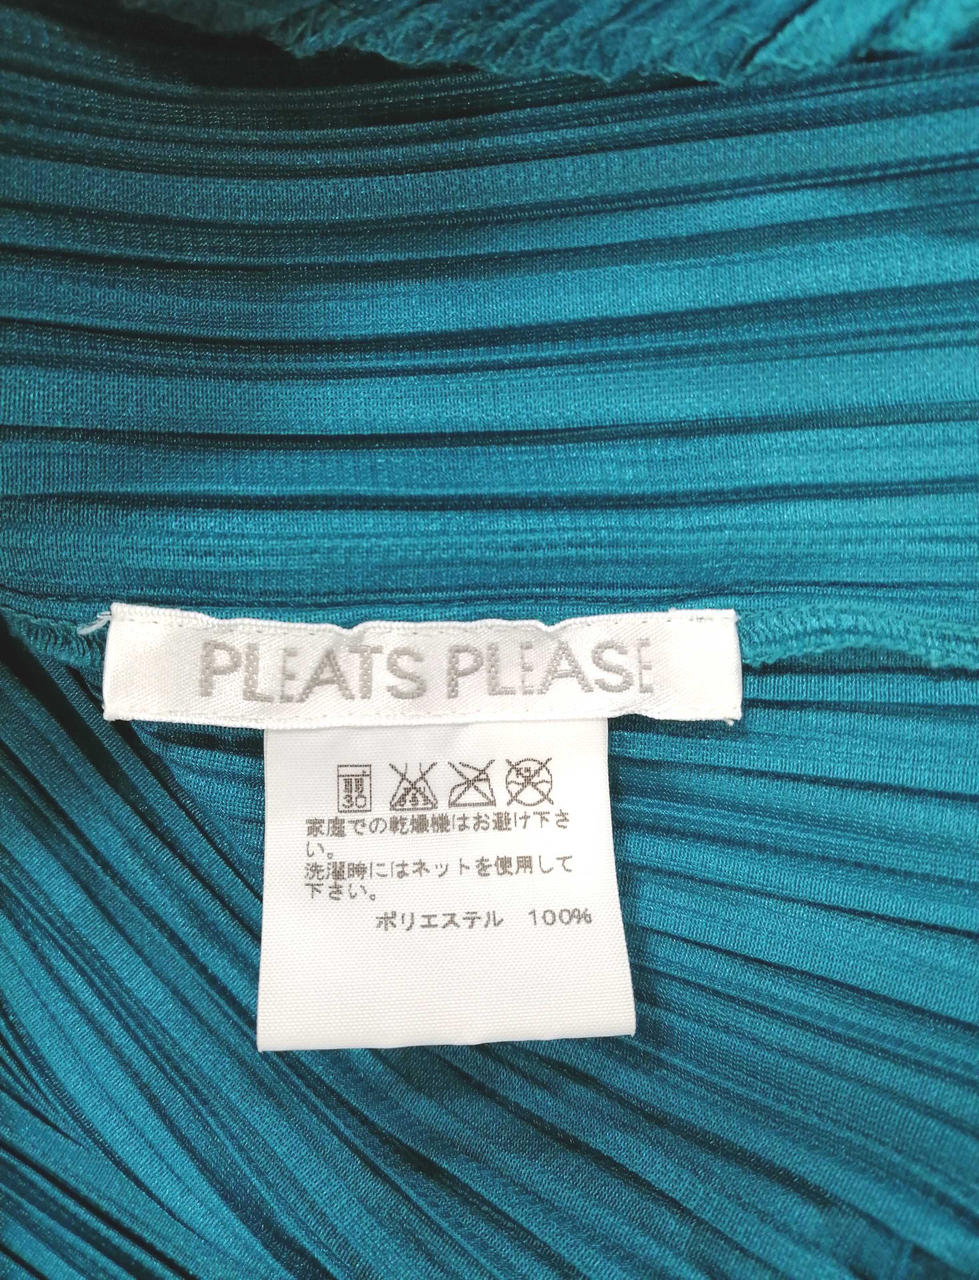 PLEATS PLEASE
30
家庭での乾燥機はお避け下さ
い。
洗濯時にはネットを使用して
下さい。
ポリエステル 100%